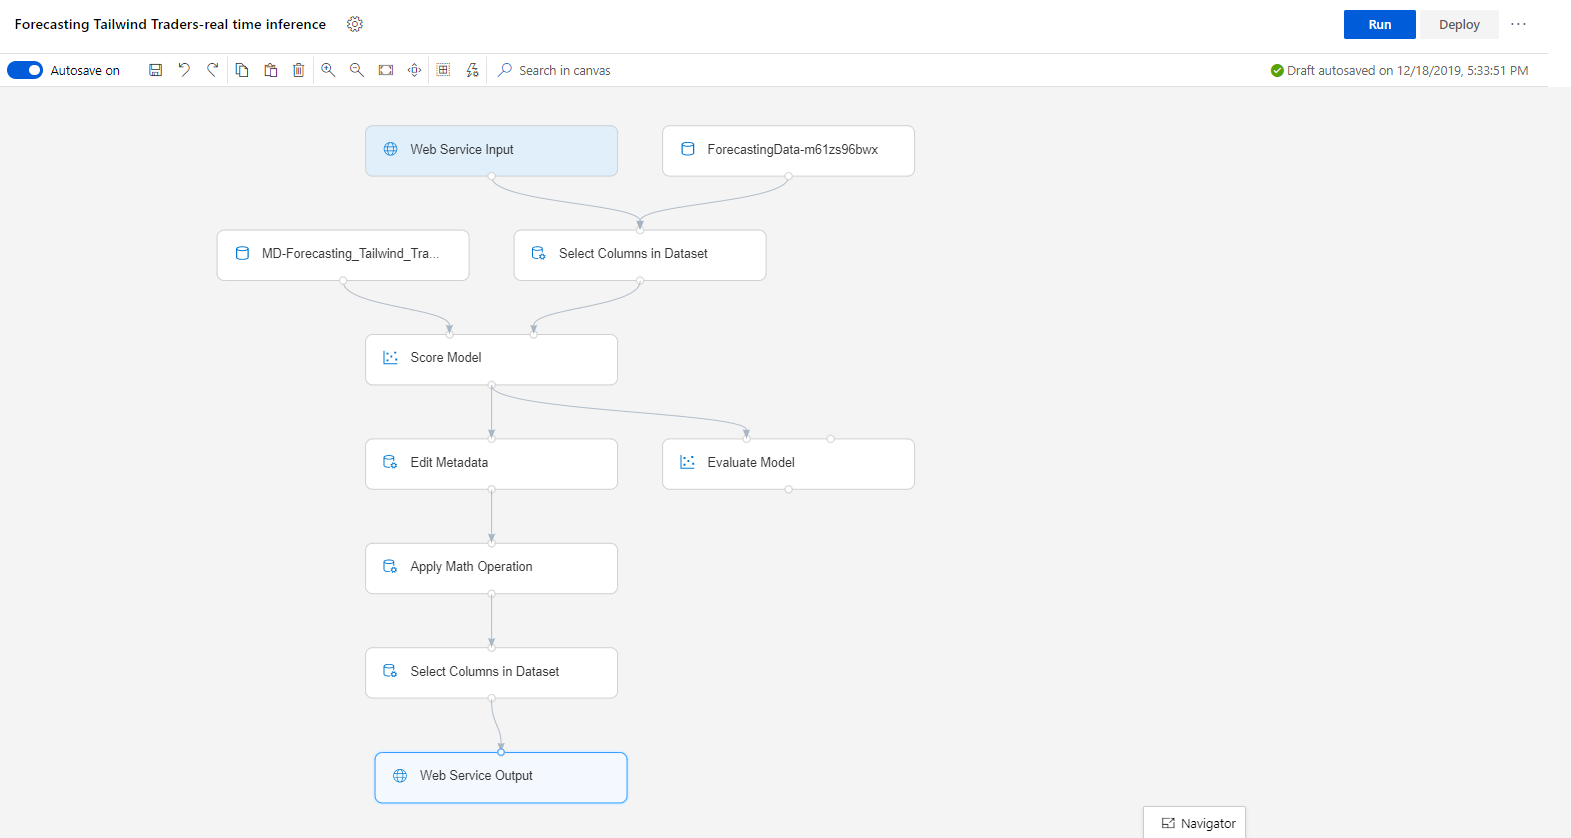 Forecasting Tailwind Traders-real time inference
Run
Deploy
Autosave on
Search in canvas
Draft autosaved on 12/18/2019, 5:33:51 PM
Web Service Input
ForecastingData-m61zs96bwx
MD-Forecasting_Tailwind_Tra...
Select Columns in Dataset
Score Model
Edit Metadata
Evaluate Model
Apply Math Operation
Select Columns in Dataset
Web Service Output
Navigator